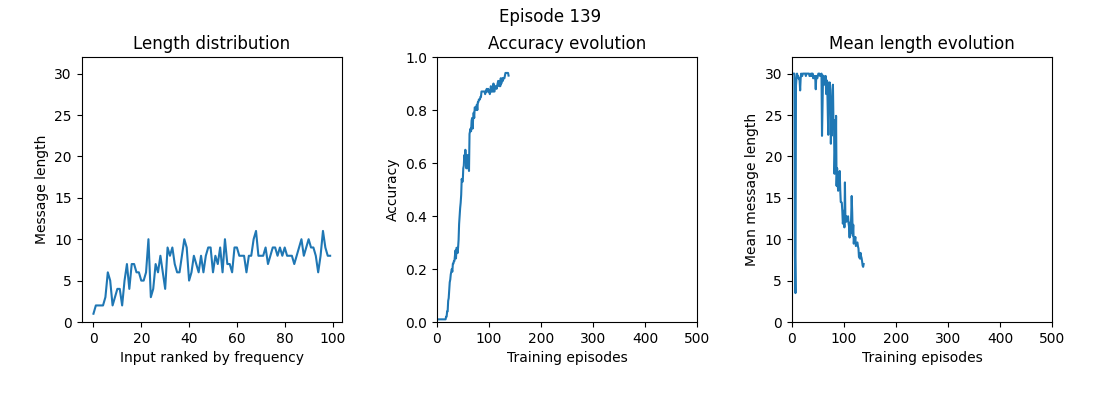 Episode 139
Length distribution
Message length
30
25
20
15
10
5
0
0 20 40 60 80 100
Input ranked by frequency
Accuracy evolution
Accuracy
1.0
0.8
0.6
0.4
0.2
0.0
0 100 200 300 400 500
Training episodes
Mean length evolution
Mean message length
30
25
20
15
10
5
0
0 100 200 300 400 500
Training episodes